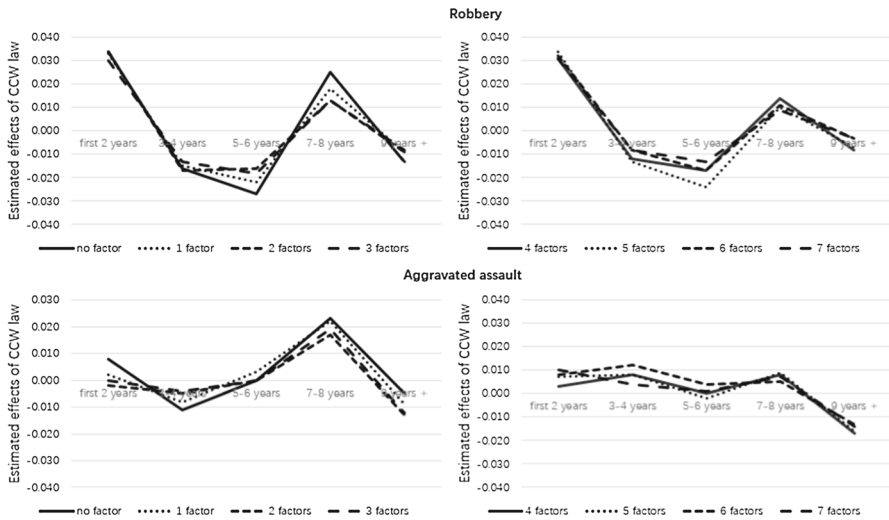 Robbery
Estimated effects of CCW law
0.040
0.030
0.020
0.010
0.000
-0.010
-0.020
-0.030
-0.040
first 2 years 3-4 years 5-6 years 7-8 years 9 years +
no factor 1 factor 2 factors 3 factors
Estimated effects of CCW law
0.040
0.030
0.020
0.010
0.000
-0.010
-0.020
-0.030
-0.040
first 2 years 3-4 years 5-6 years 7-8 years 9 years +
4 factors 5 factors 6 factors 7 factors
Aggravated assault
Estimated effects of CCW law
0.030
0.020
0.010
0.000
-0.010
-0.020
-0.030
-0.040
first 2 years 3-4 years 5-6 years 7-8 years 9 years +
no factor 1 factor 2 factors 3 factors
Estimated effects of CCW law
0.040
0.030
0.020
0.010
0.000
-0.010
-0.020
-0.030
-0.040
first 2 years 3-4 years 5-6 years 7-8 years 9 years +
4 factors 5 factors 6 factors 7 factors